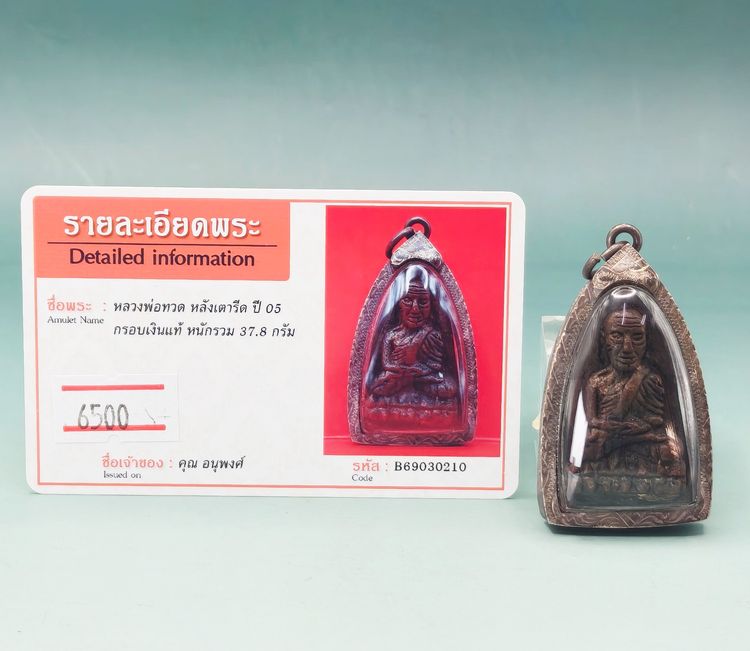 รายละเอียดพระ
Detailed information
ชื่อพระ : หลวงพ่อทวด หลังเตารีด ปี 05
Amulet Name
กรอบเงินแท้ หนักรวม 37.8 กรัม
6500 .-
ชื่อเจ้าของ : คุณ อนุพงศ์
Issued on
รหัส : B69030210
Code